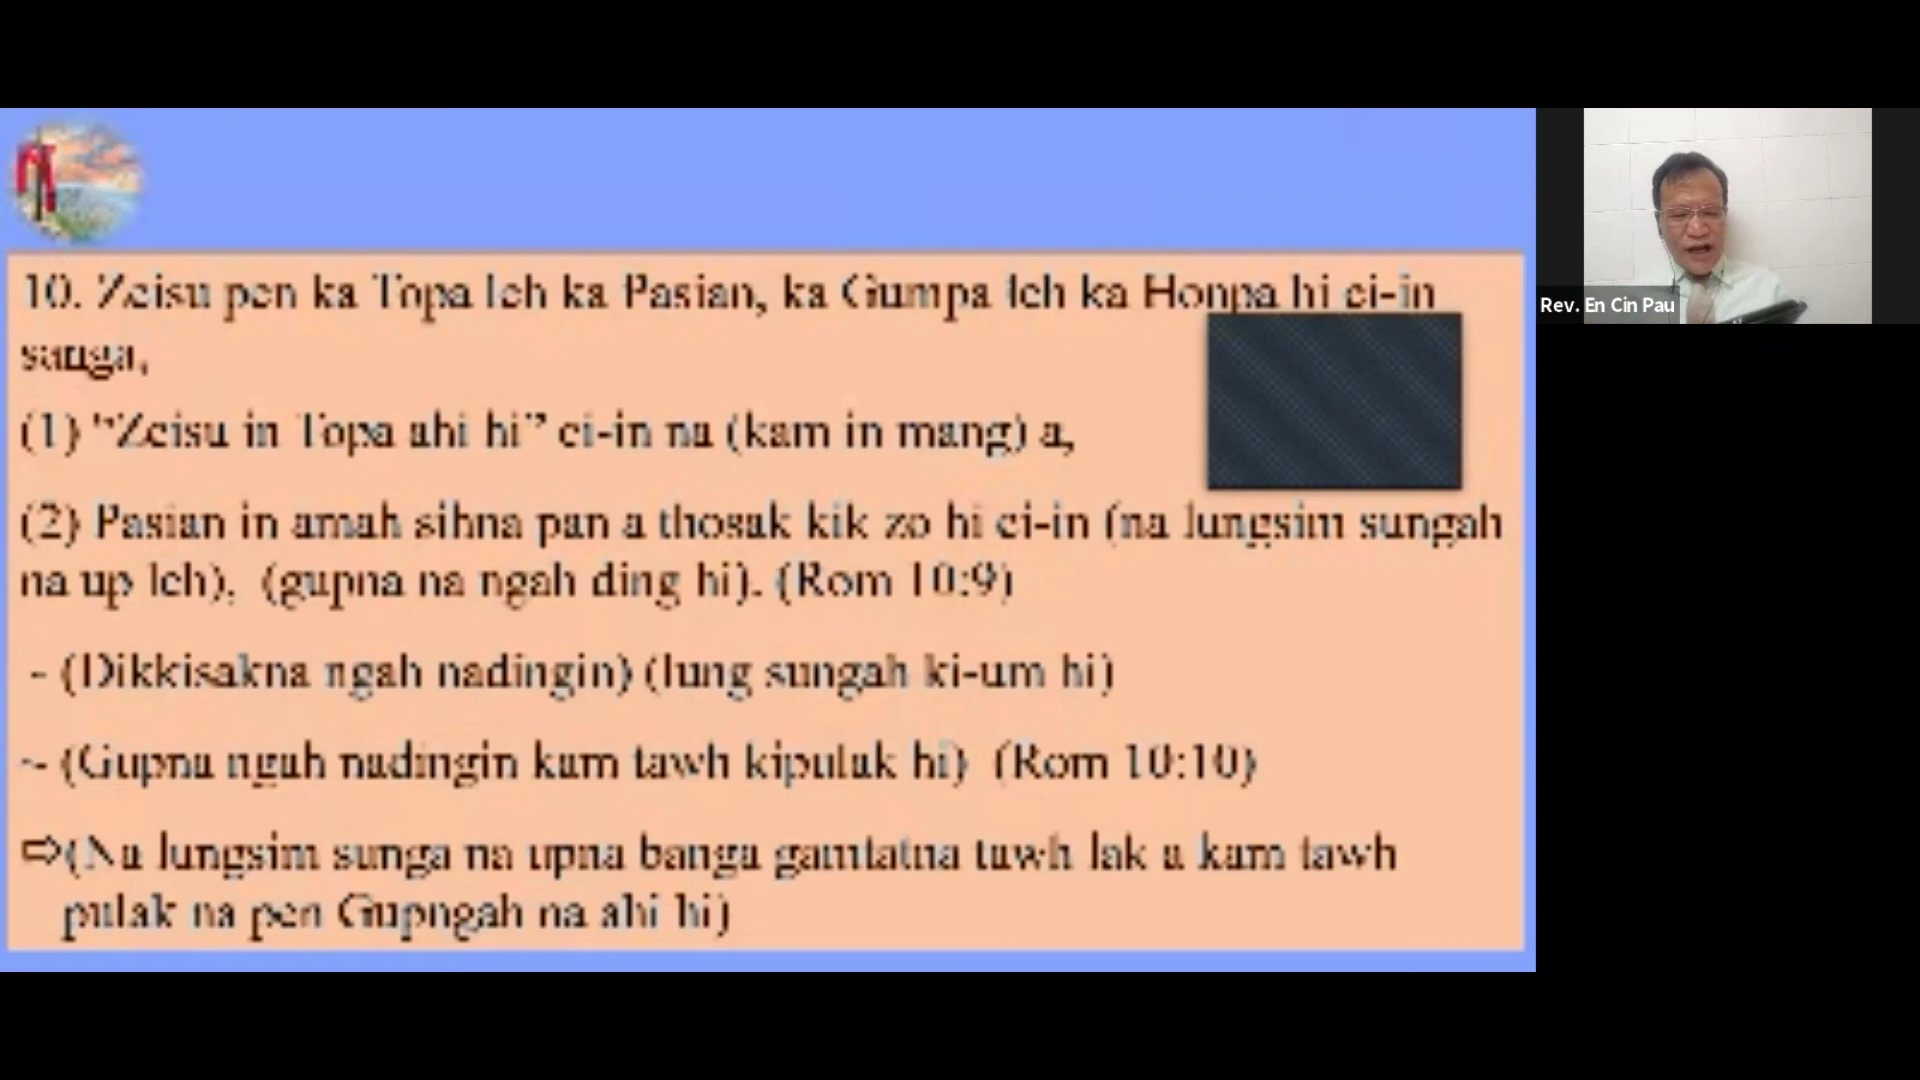 10. Zeisu pen ka Topa leh ka Pasian, ka Gumpa leh ka Honpa hi ci-in
sanga,
(1) "Zeisu in Topa ahi hi" ci-in na (kam in mang) a,
(2) Pasian in amah sihna pan a thosak kik zo hi ci-in (na lungsim sungah
na up leh), (gupna na ngah ding hi). (Rom 10:9)
- (Dikkisakna ngah nadingin) (lung sungah ki-um hi)
~ (Gupna ngah nadingin kam tawh kipulak hi) (Rom 10:10)
⇨(Na lungsim sunga na upna banga gamtatna tawh lak a kam tawh
pulak na pen Gupngah na ahi hi)
Rev. En Cin Pau